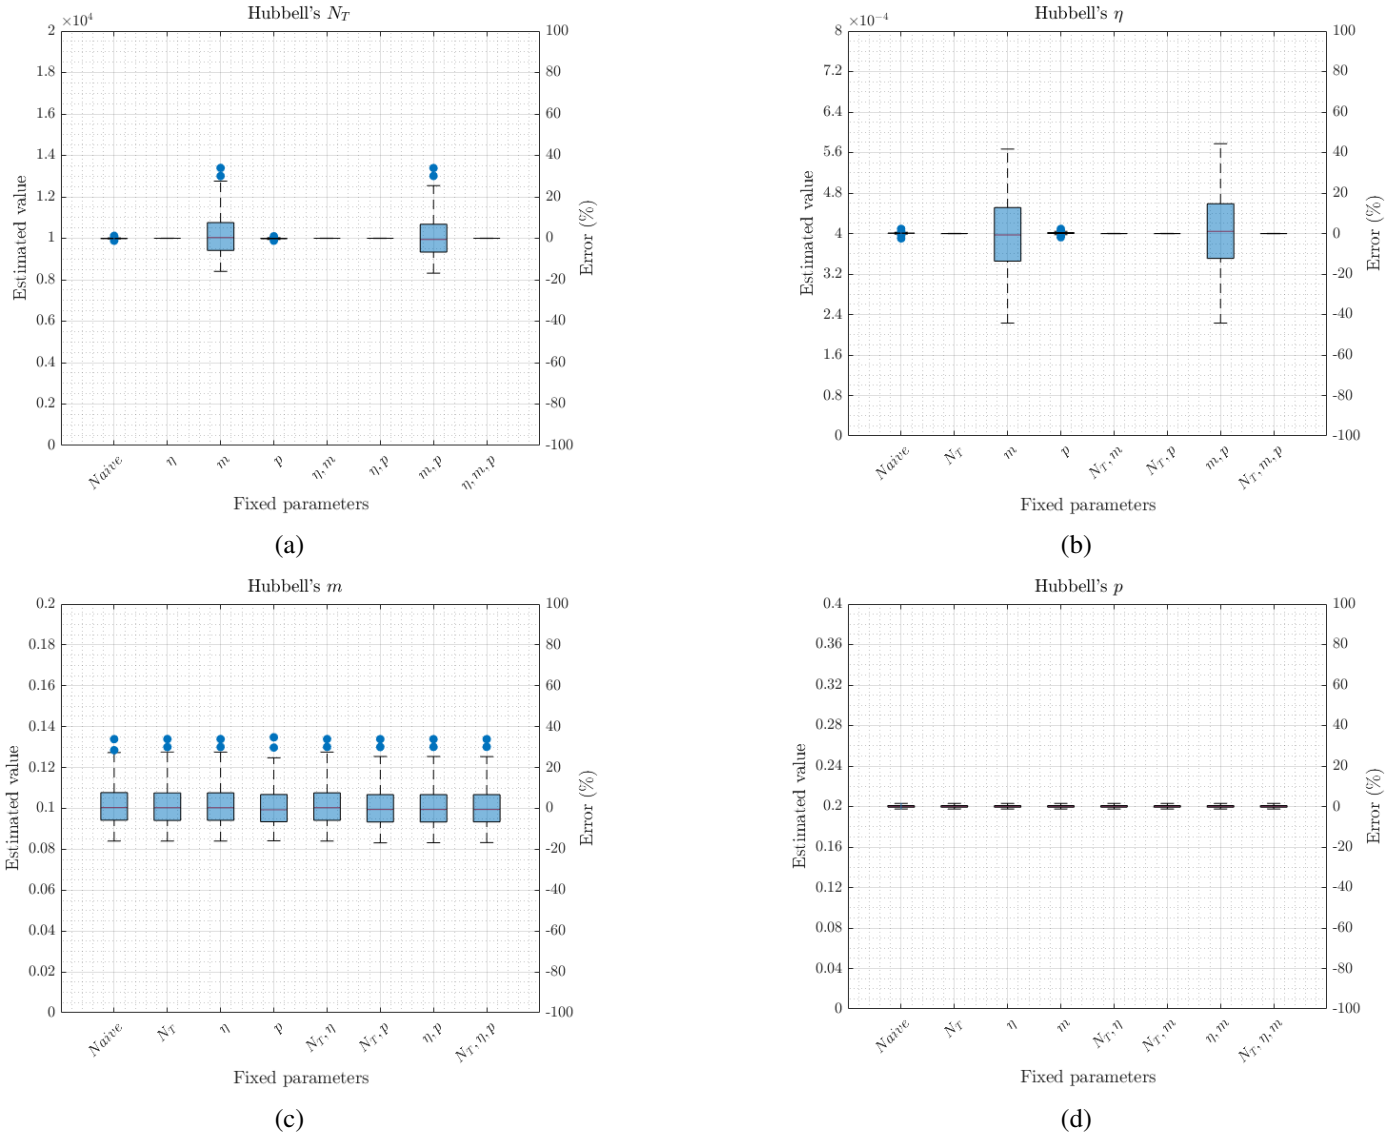 Hubbell's N_T
×10⁴
2
1.8
1.6
1.4
1.2
1
0.8
0.6
0.4
0.2
0
Estimated value
100
80
60
40
20
0
-20
-40
-60
-80
-100
Error (%)
Naive
η
m
p
η, m
η, p
m, p
η, m, p
Fixed parameters
(a)
Hubbell's η
×10⁻⁴
8
7.2
6.4
5.6
4.8
4
3.2
2.4
1.6
0.8
0
Estimated value
100
80
60
40
20
0
-20
-40
-60
-80
-100
Error (%)
Naive
N_T
m
p
N_T, m
N_T, p
m, p
N_T, m, p
Fixed parameters
(b)
Hubbell's m
0.2
0.18
0.16
0.14
0.12
0.1
0.08
0.06
0.04
0.02
0
Estimated value
100
80
60
40
20
0
-20
-40
-60
-80
-100
Error (%)
Naive
N_T
η
p
N_T, η
N_T, p
η, p
N_T, η, p
Fixed parameters
(c)
Hubbell's p
0.4
0.36
0.32
0.28
0.24
0.2
0.16
0.12
0.08
0.04
0
Estimated value
100
80
60
40
20
0
-20
-40
-60
-80
-100
Error (%)
Naive
N_T
η
m
N_T, η
N_T, m
η, m
N_T, η, m
Fixed parameters
(d)